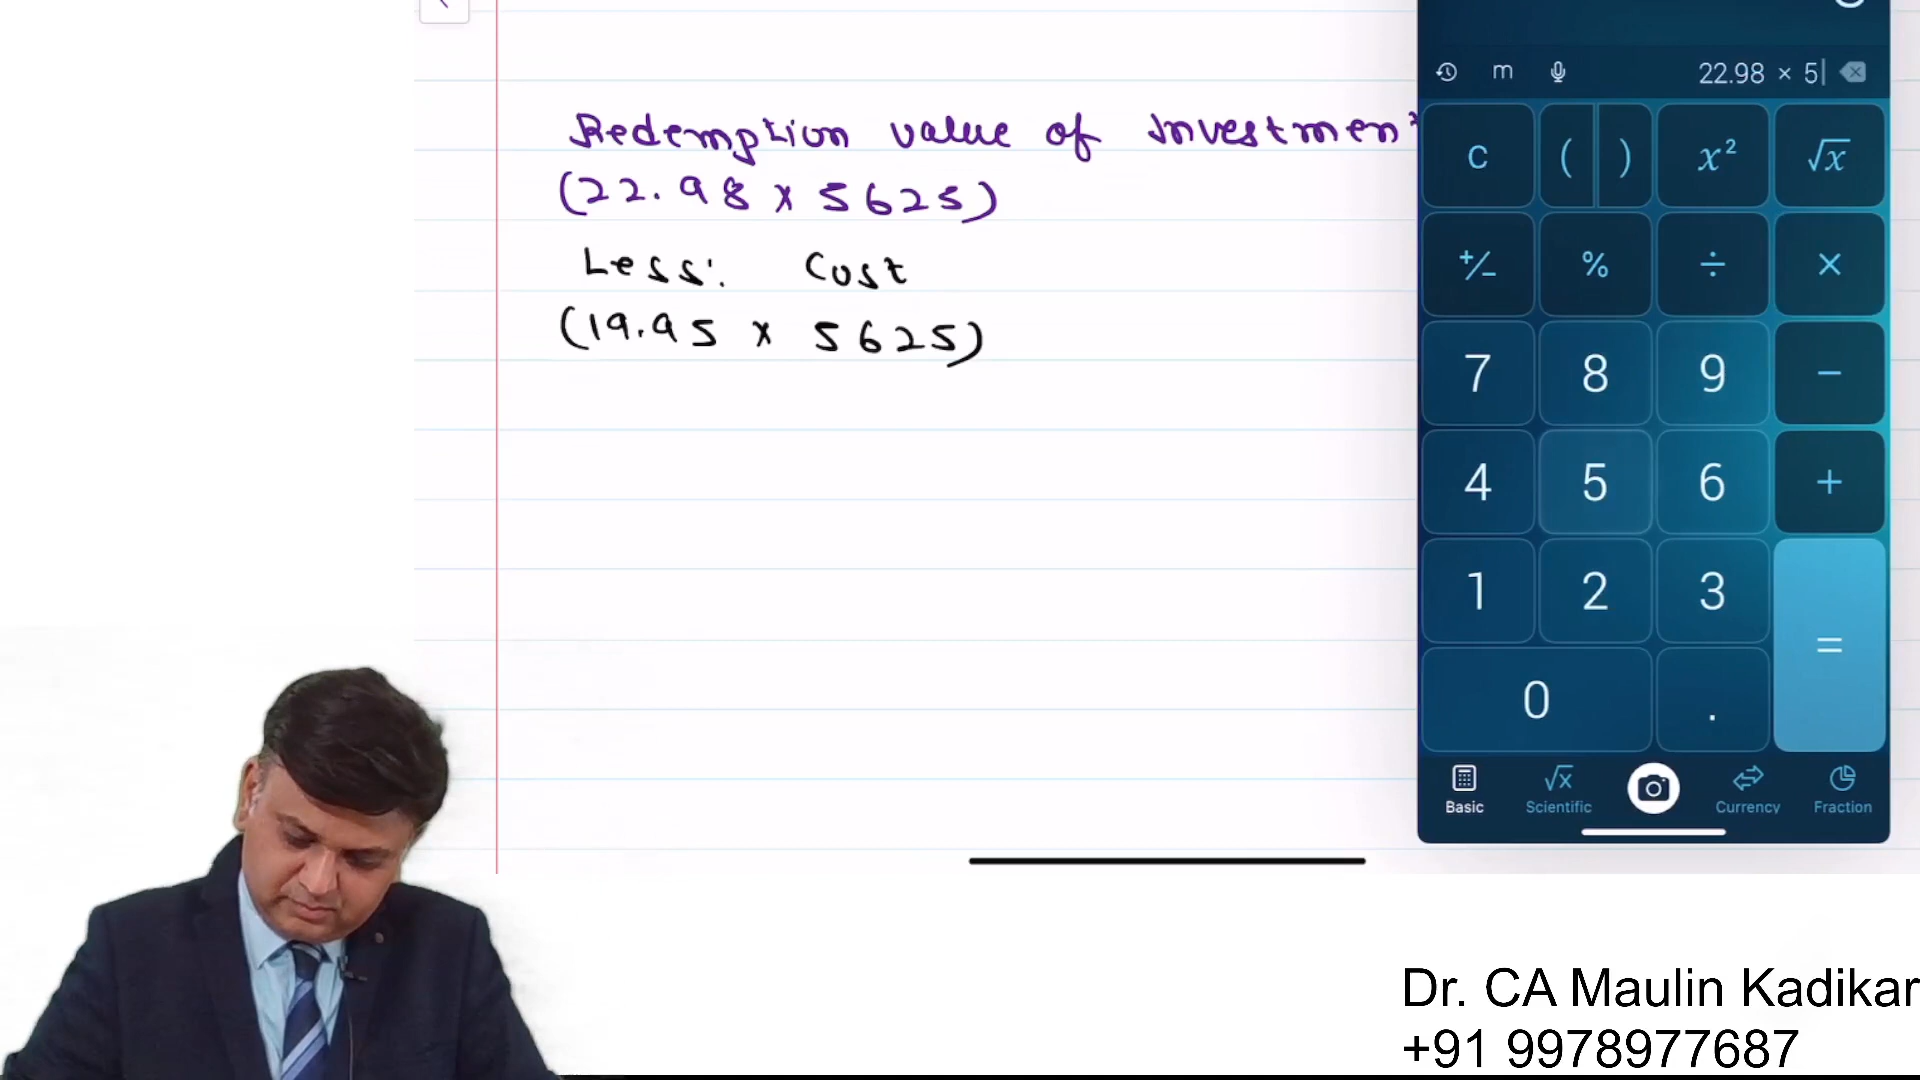 Redemption value of Investment
(22.98 x 5625)
Less: Cost
(19.95 x 5625)
m 22.98 × 5
C ( ) x² √x
+/− % ÷ ×
7 8 9 −
4 5 6 +
1 2 3 =
0 .
Basic √x Scientific Currency Fraction
Dr. CA Maulin Kadikar
+91 9978977687